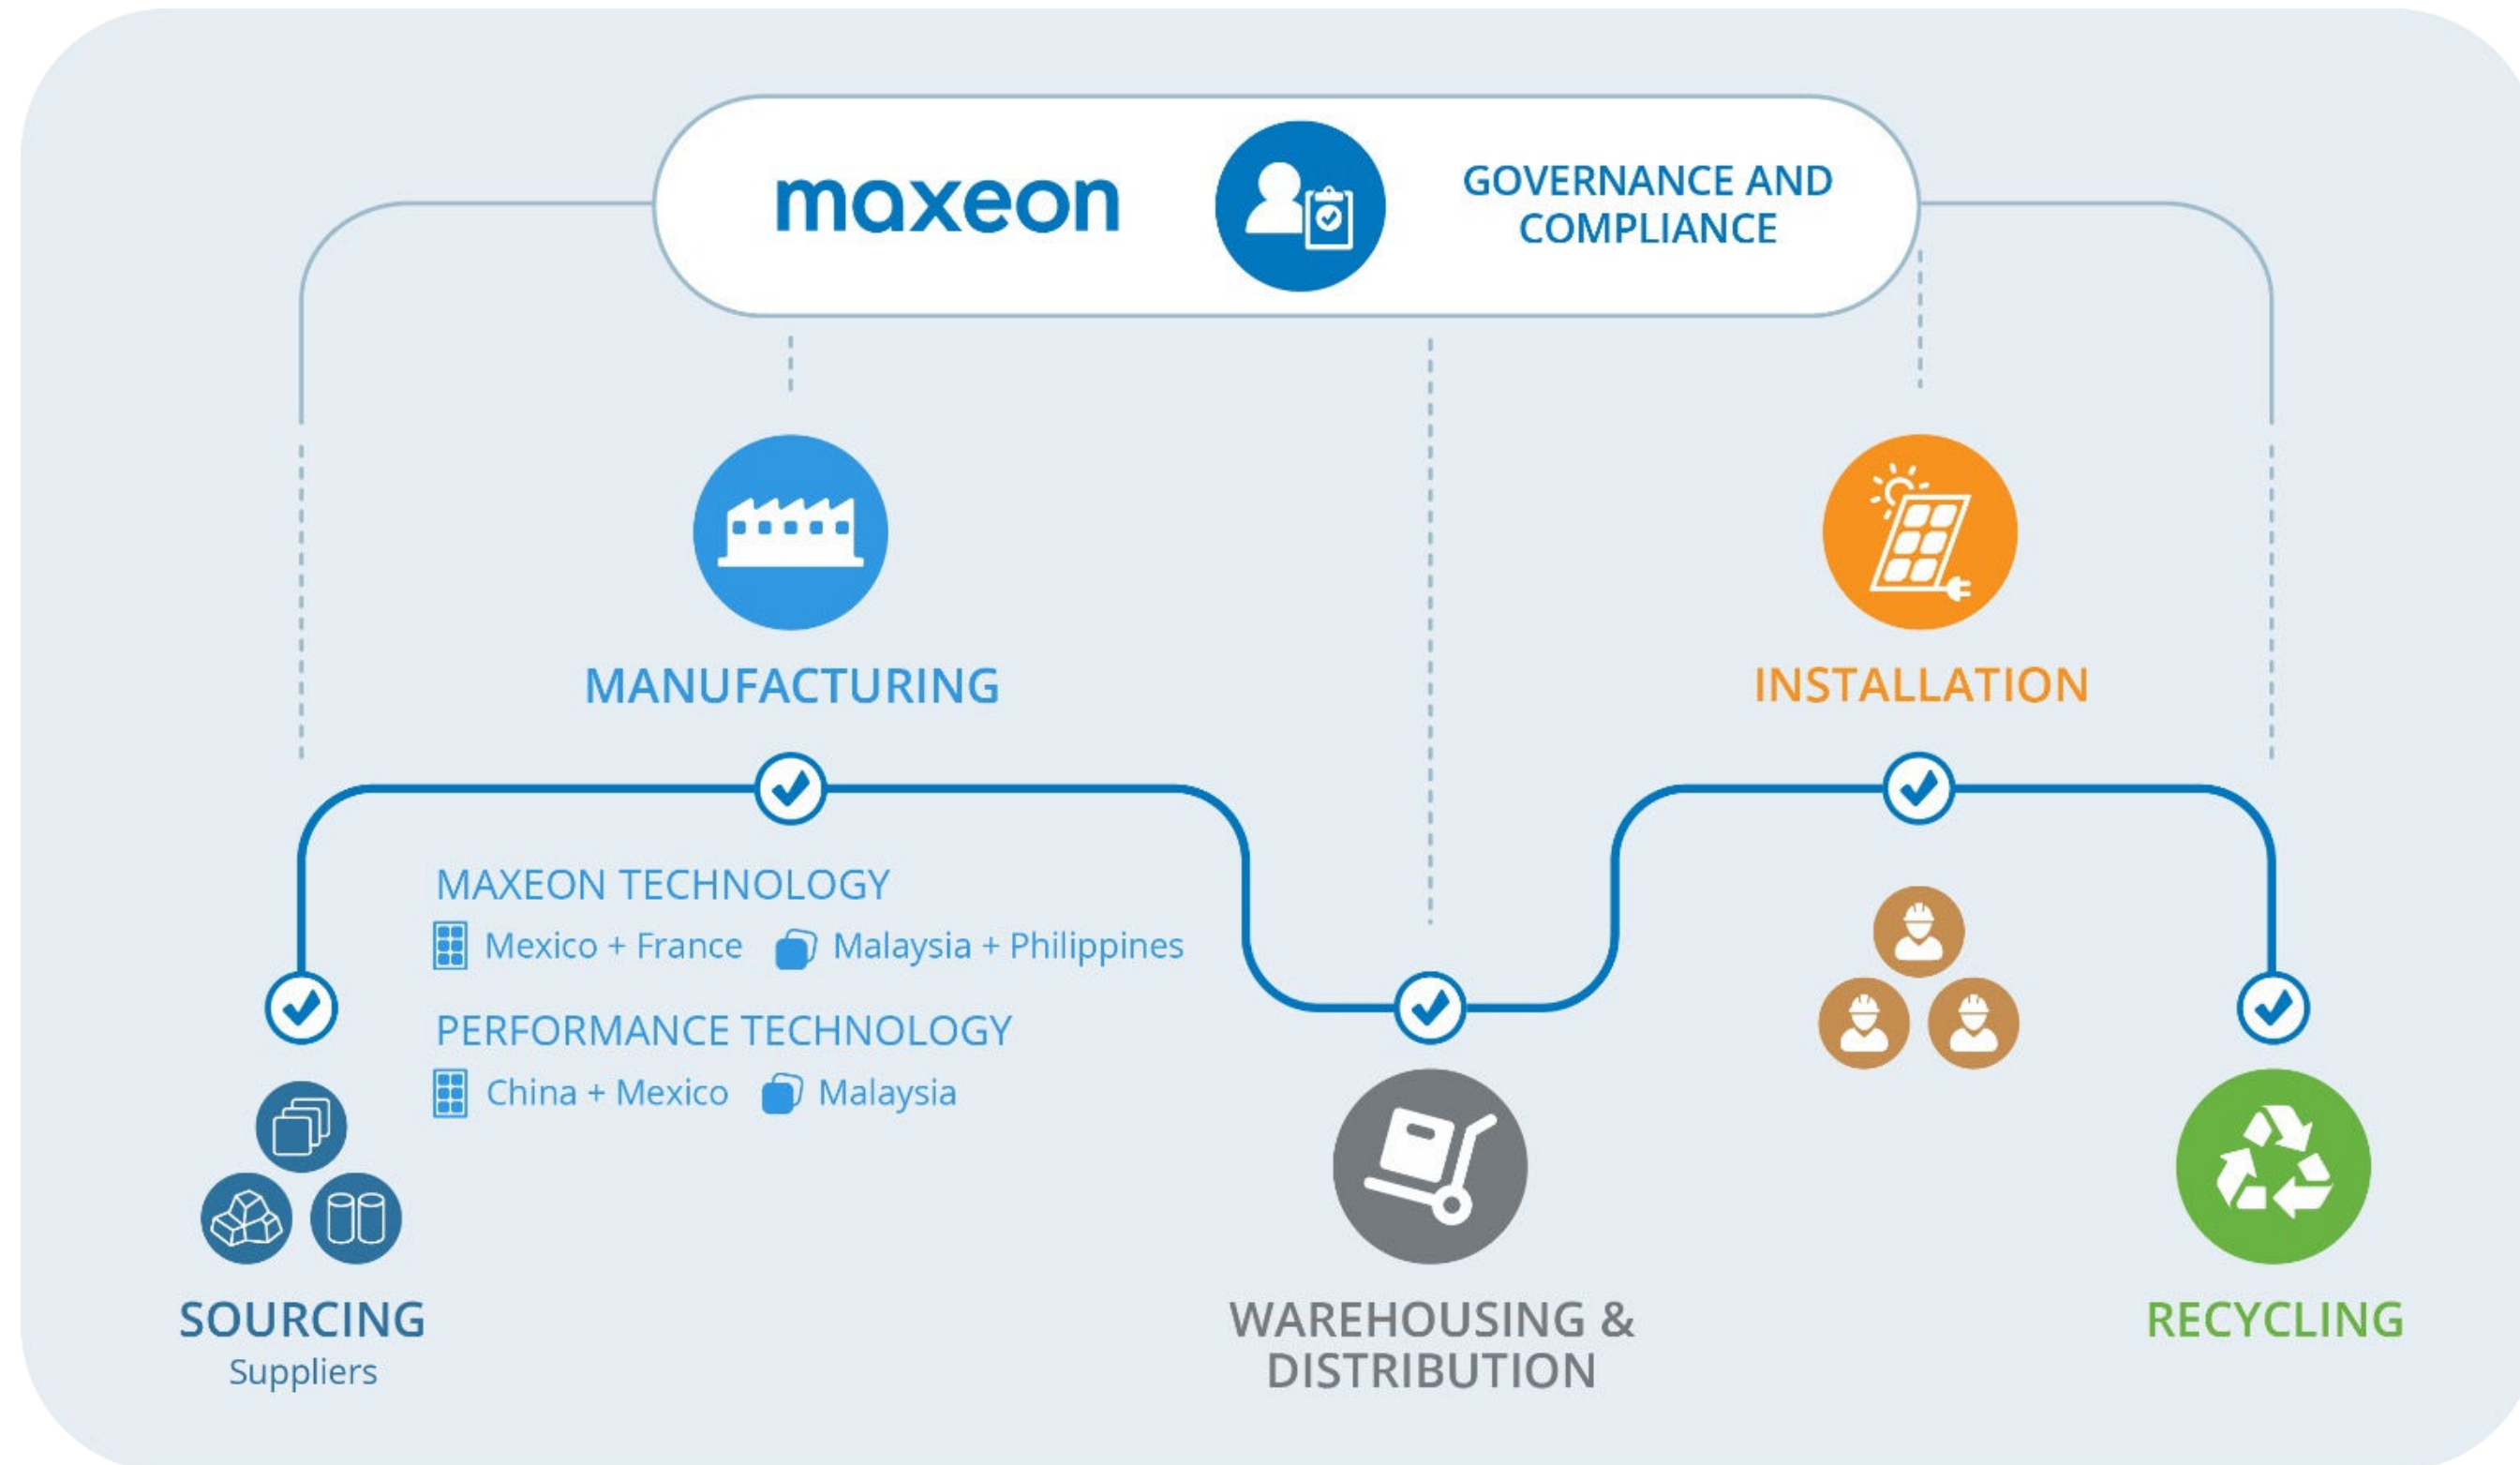 maxeon
GOVERNANCE AND
COMPLIANCE
MANUFACTURING
INSTALLATION
MAXEON TECHNOLOGY
Mexico + France Malaysia + Philippines
PERFORMANCE TECHNOLOGY
China + Mexico Malaysia
SOURCING
Suppliers
WAREHOUSING &
DISTRIBUTION
RECYCLING